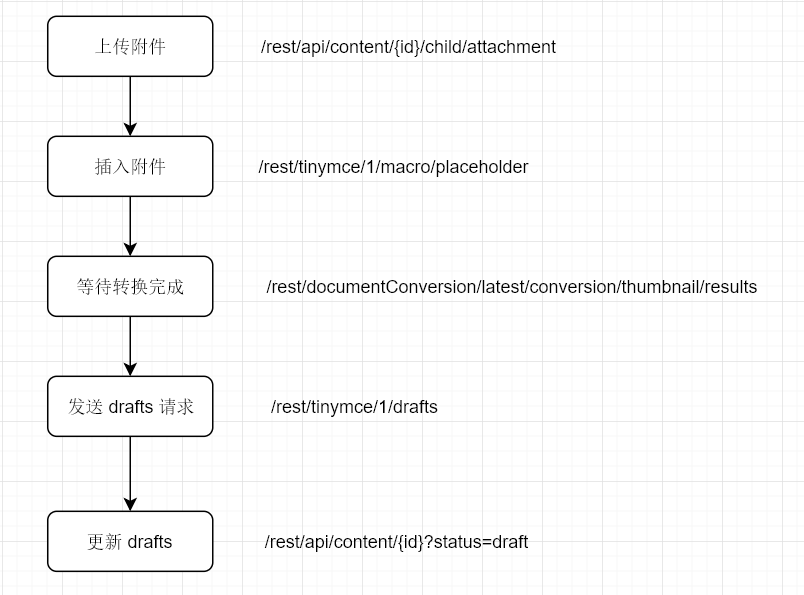 上传附件
/rest/api/content/{id}/child/attachment
插入附件
/rest/tinymce/1/macro/placeholder
等待转换完成
/rest/documentConversion/latest/conversion/thumbnail/results
发送 drafts 请求
/rest/tinymce/1/drafts
更新 drafts
/rest/api/content/{id}?status=draft